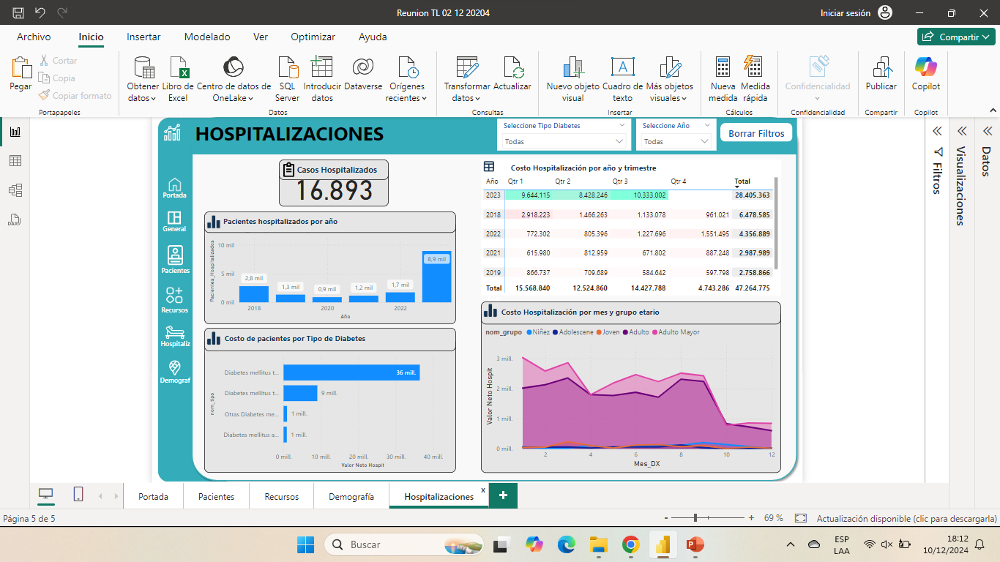 Reunion TL 02 12 20204
Iniciar sesión
Archivo Inicio Insertar Modelado Ver Optimizar Ayuda
Compartir
Pegar
Cortar
Copia
Copiar formato
Portapapeles
Obtener datos
Libro de Excel
Centro de datos de OneLake
SQL Server
Introducir datos
Dataverse
Orígenes recientes
Datos
Transformar datos
Actualizar
Consultas
Nuevo objeto visual
Cuadro de texto
Más objetos visuales
Insertar
Nueva medida
Medida rápida
Cálculos
Confidencialidad
Confidencialidad
Publicar
Compartir
Copilot
Copilot
DAX
HOSPITALIZACIONES
Seleccione Tipo Diabetes
Todas
Seleccione Año
Todas
Borrar Filtros
Portada
General
Pacientes
Recursos
Hospitaliz
Demograf
Casos Hospitalizados
16.893
Pacientes hospitalizados por año
Pacientes_Hospitalizados
10 mil
5 mil
0 mil
2,8 mil
1,3 mil
0,9 mil
1,2 mil
1,7 mil
8,9 mil
2018 2020 2022
Año
Costo de pacientes por Tipo de Diabetes
nom_tipo
Diabetes mellitus t... 36 mill.
Diabetes mellitus t... 9 mill.
Otras Diabetes me... 1 mill.
Diabetes mellitus a... 1 mill.
0 mill. 10 mill. 20 mill. 30 mill. 40 mill.
Valor Neto Hospit
Costo Hospitalización por año y trimestre
Año Qtr 1 Qtr 2 Qtr 3 Qtr 4 Total
2023 9.644.115 8.428.246 10.333.002 28.405.363
2018 2.918.223 1.466.263 1.133.078 961.021 6.478.585
2022 772.302 805.396 1.227.696 1.551.495 4.356.889
2021 615.980 812.959 671.802 887.248 2.987.989
2019 866.737 709.689 584.642 597.798 2.758.866
Total 15.568.840 12.524.860 14.427.788 4.743.286 47.264.775
Costo Hospitalización por mes y grupo etario
nom_grupo Niñez Adolescene Joven Adulto Adulto Mayor
Valor Neto Hospit
3 mill.
2 mill.
1 mill.
0 mill.
2 4 6 8 10 12
Mes_DX
Filtros
Visualizaciones
Datos
Portada Pacientes Recursos Demografía Hospitalizaciones x +
Página 5 de 5
- + 69 %
Actualización disponible (clic para descargarla)
Buscar
ESP
LAA
18:12
10/12/2024